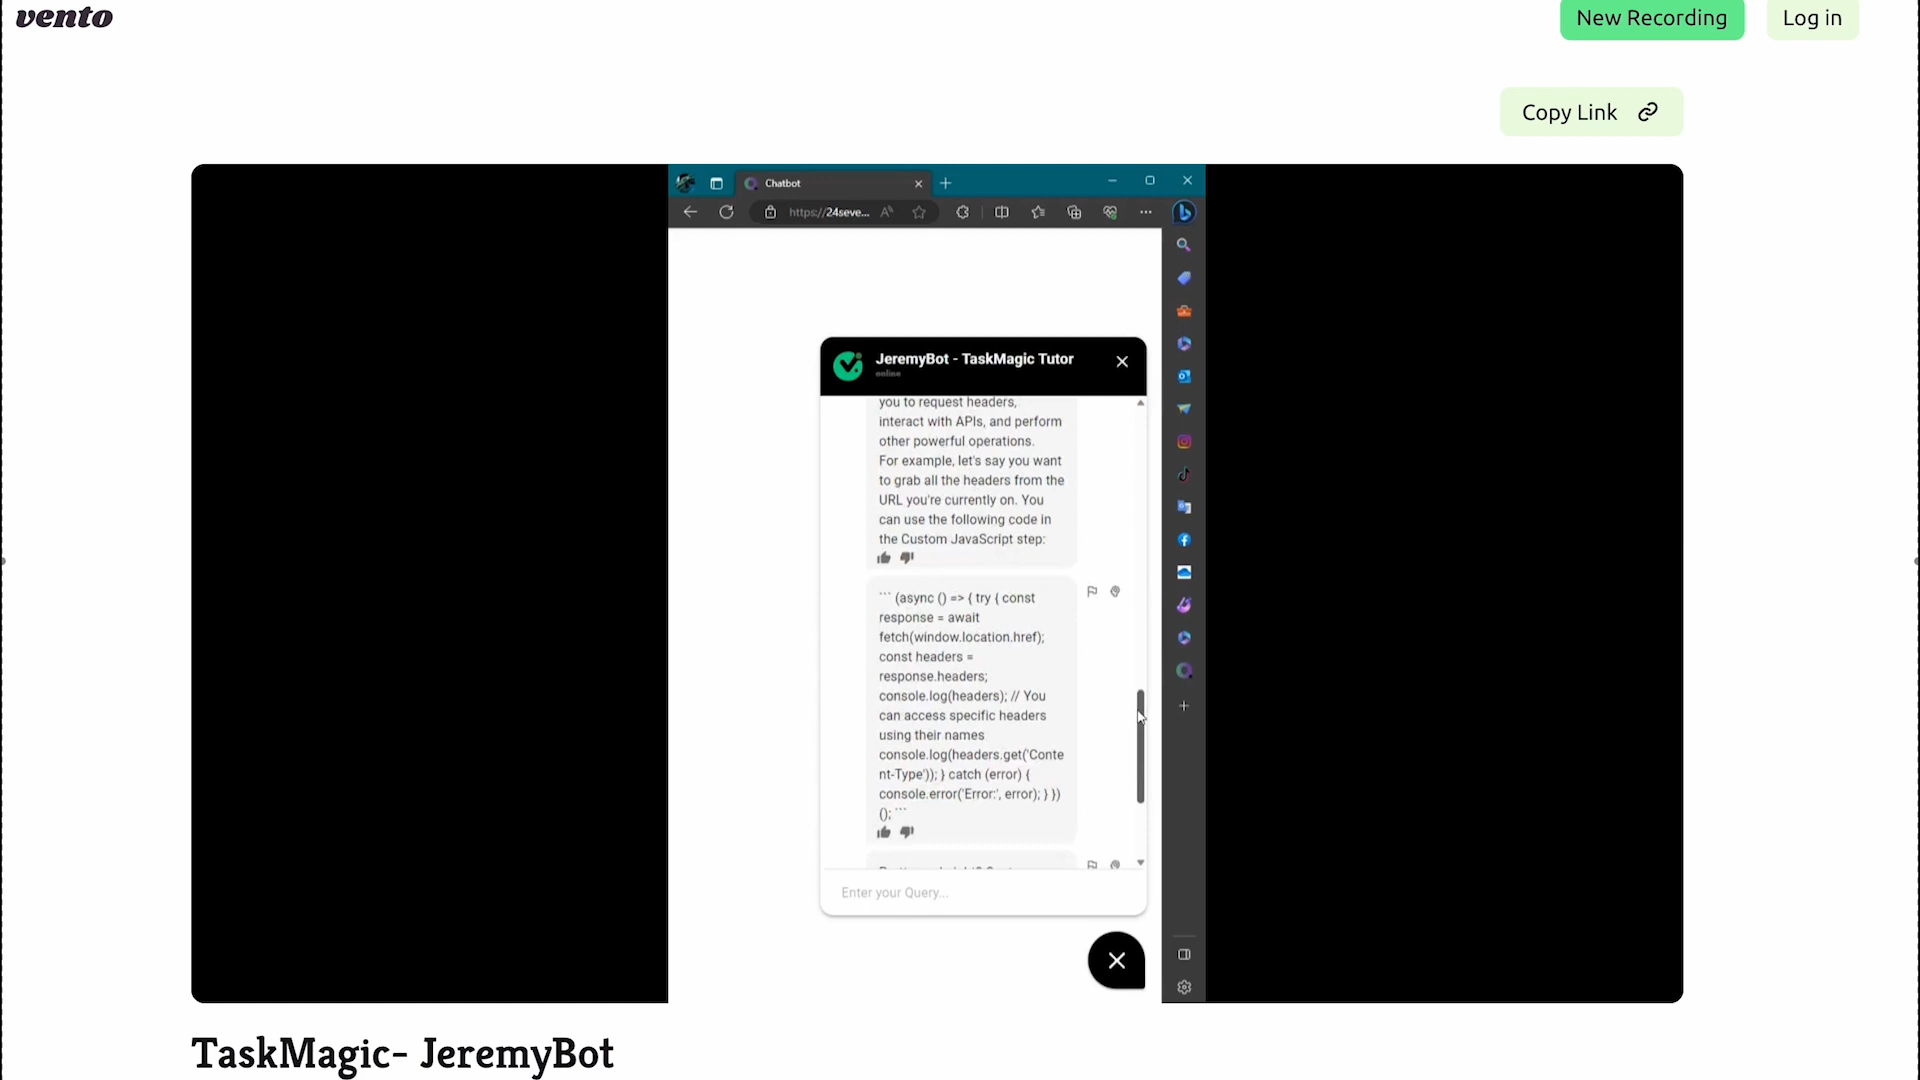 vento
New Recording
Log in
Copy Link
Chatbot
https://24seve...
JeremyBot - TaskMagic Tutor
online
you to request headers,
interact with APIs, and perform
other powerful operations.
For example, let's say you want
to grab all the headers from the
URL you're currently on. You
can use the following code in
the Custom JavaScript step:
``` (async () => { try { const
response = await
fetch(window.location.href);
const headers =
response.headers;
console.log(headers); // You
can access specific headers
using their names
console.log(headers.get('Conte
nt-Type')); } catch (error) {
console.error('Error:', error); } })
(); ```
Enter your Query...
TaskMagic- JeremyBot